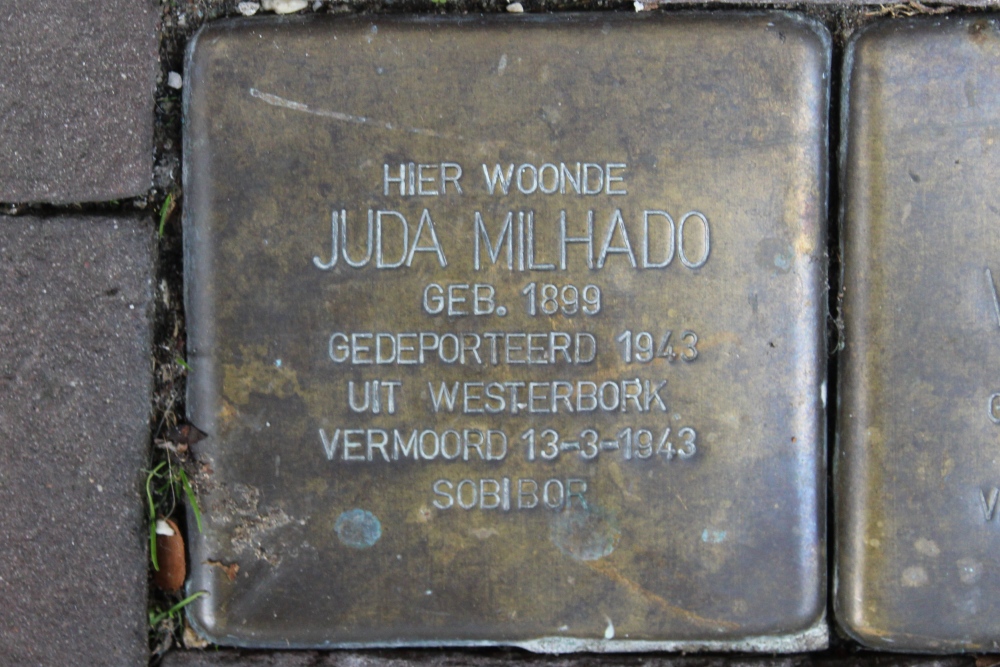 HIER WOONDE
JUDA MILHADO
GEB. 1899
GEDEPORTEERD 1943
UIT WESTERBORK
VERMOORD 13-3-1943
SOBIBOR